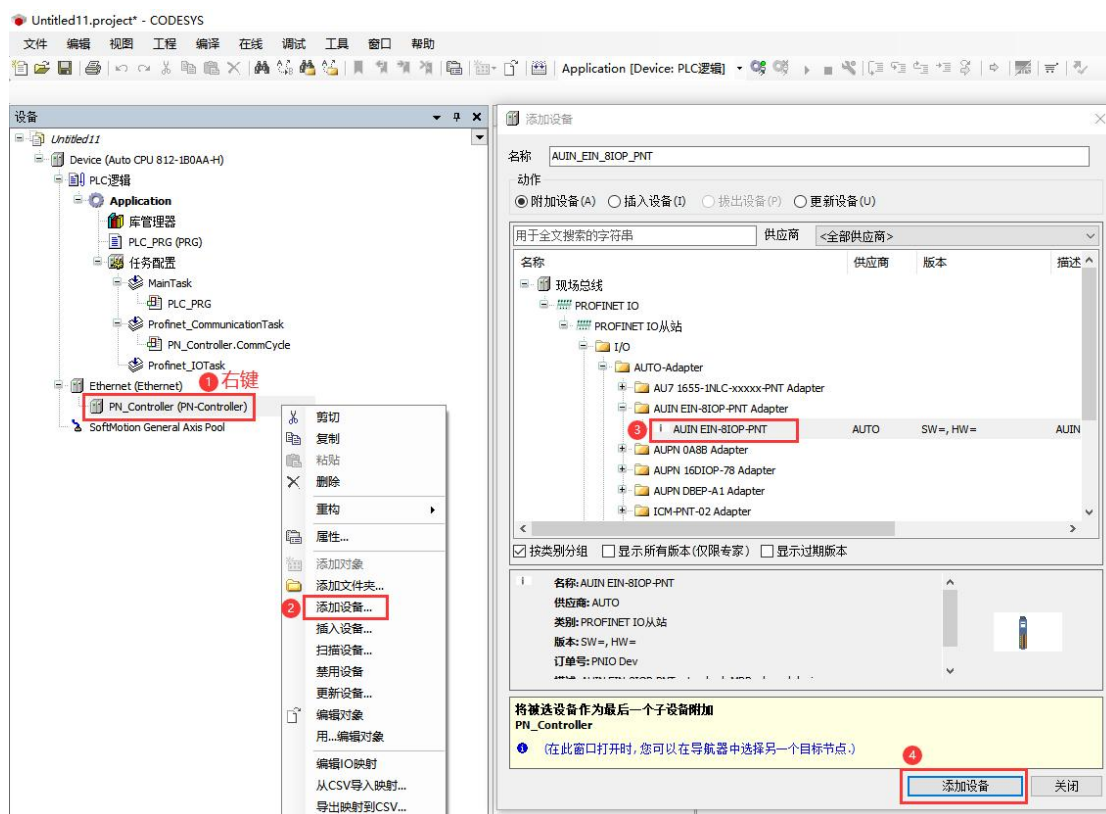 Untitled11.project* - CODESYS
文件 编辑 视图 工程 编译 在线 调试 工具 窗口 帮助
Application [Device: PLC逻辑]
设备
Untitled11
Device (Auto CPU 812-1B0AA-H)
PLC逻辑
Application
库管理器
PLC_PRG (PRG)
任务配置
MainTask
PLC_PRG
Profinet_CommunicationTask
PN_Controller.CommCycle
Profinet_IOTask
Ethernet (Ethernet)
1 右键
PN_Controller (PN-Controller)
SoftMotion General Axis Pool
剪切
复制
粘贴
删除
重构
属性...
添加对象
添加文件夹...
2 添加设备...
插入设备...
扫描设备...
禁用设备
更新设备...
编辑对象
用...编辑对象
编辑IO映射
从CSV导入映射...
导出映射到CSV...
添加设备
名称 AUIN_EIN_8IOP_PNT
动作
附加设备(A) 插入设备(I) 拔出设备(P) 更新设备(U)
用于全文搜索的字符串 供应商 <全部供应商>
名称 供应商 版本 描述
现场总线
PROFINET IO
PROFINET IO从站
I/O
AUTO-Adapter
AU7 1655-1NLC-xxxxx-PNT Adapter
AUIN EIN-8IOP-PNT Adapter
3 AUIN EIN-8IOP-PNT AUTO SW=, HW= AUIN
AUPN 0A8B Adapter
AUPN 16DIOP-78 Adapter
AUPN DBEP-A1 Adapter
ICM-PNT-02 Adapter
按类别分组 显示所有版本(仅限专家) 显示过期版本
名称: AUIN EIN-8IOP-PNT
供应商: AUTO
类别: PROFINET IO从站
版本: SW=, HW=
订单号: PNIO Dev
将被选设备作为最后一个子设备附加
PN_Controller
(在此窗口打开时, 您可以在导航器中选择另一个目标节点.)
4
添加设备 关闭